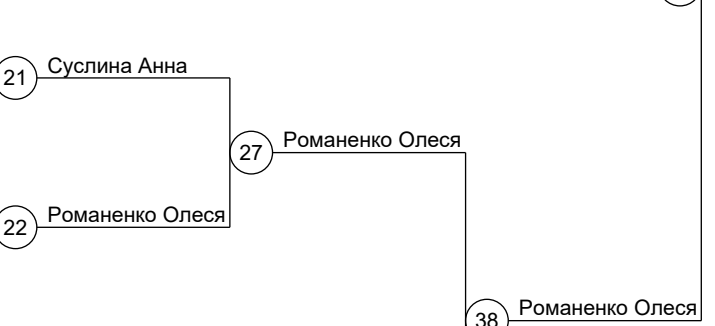 21 Суслина Анна
27 Романенко Олеся
22 Романенко Олеся
38 Романенко Олеся